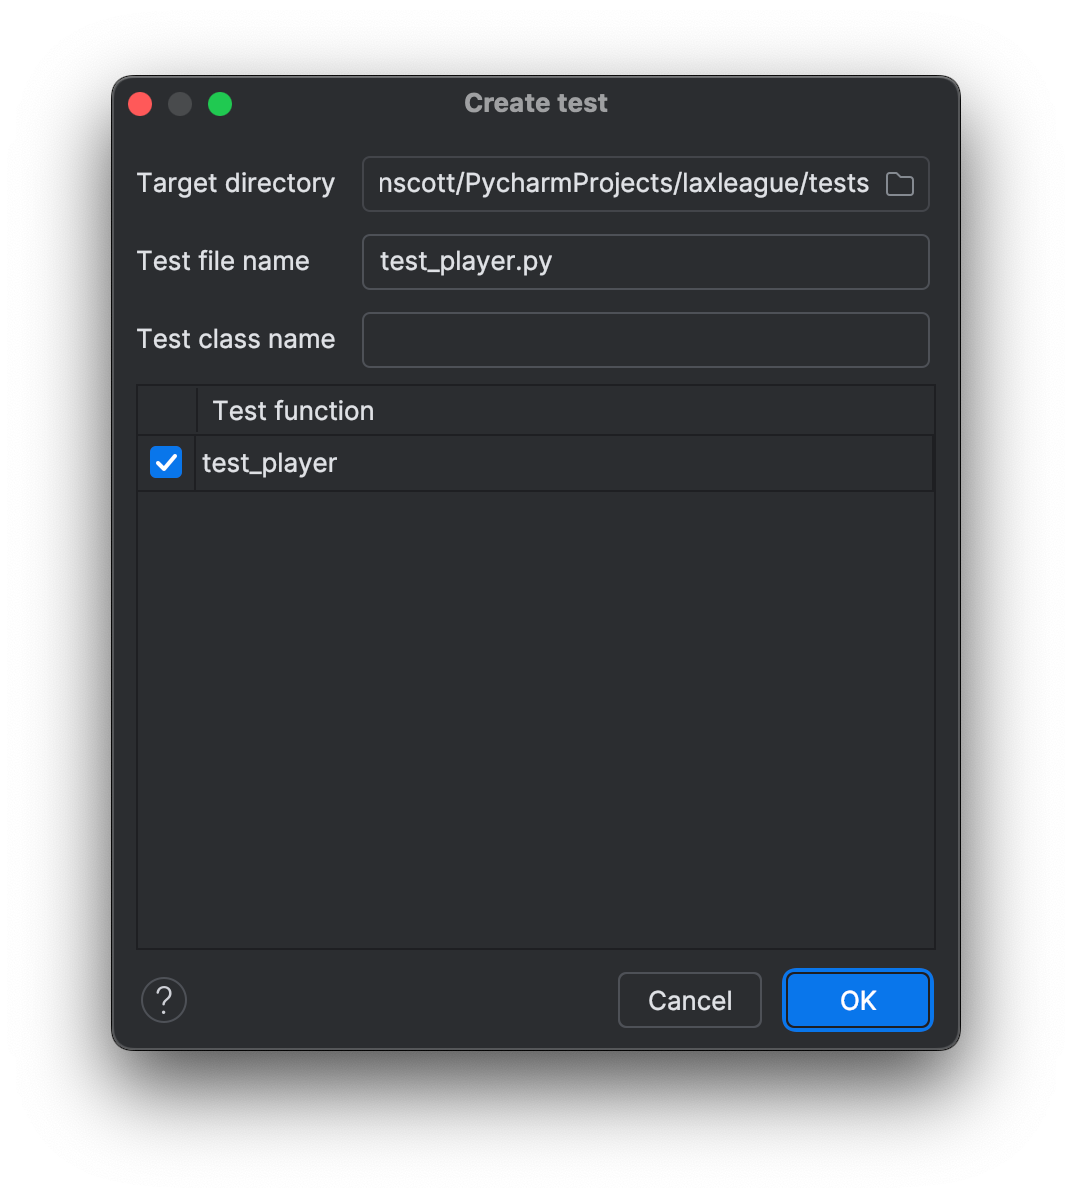 Create test
Target directory nscott/PycharmProjects/laxleague/tests
Test file name test_player.py
Test class name
Test function
test_player
? Cancel OK